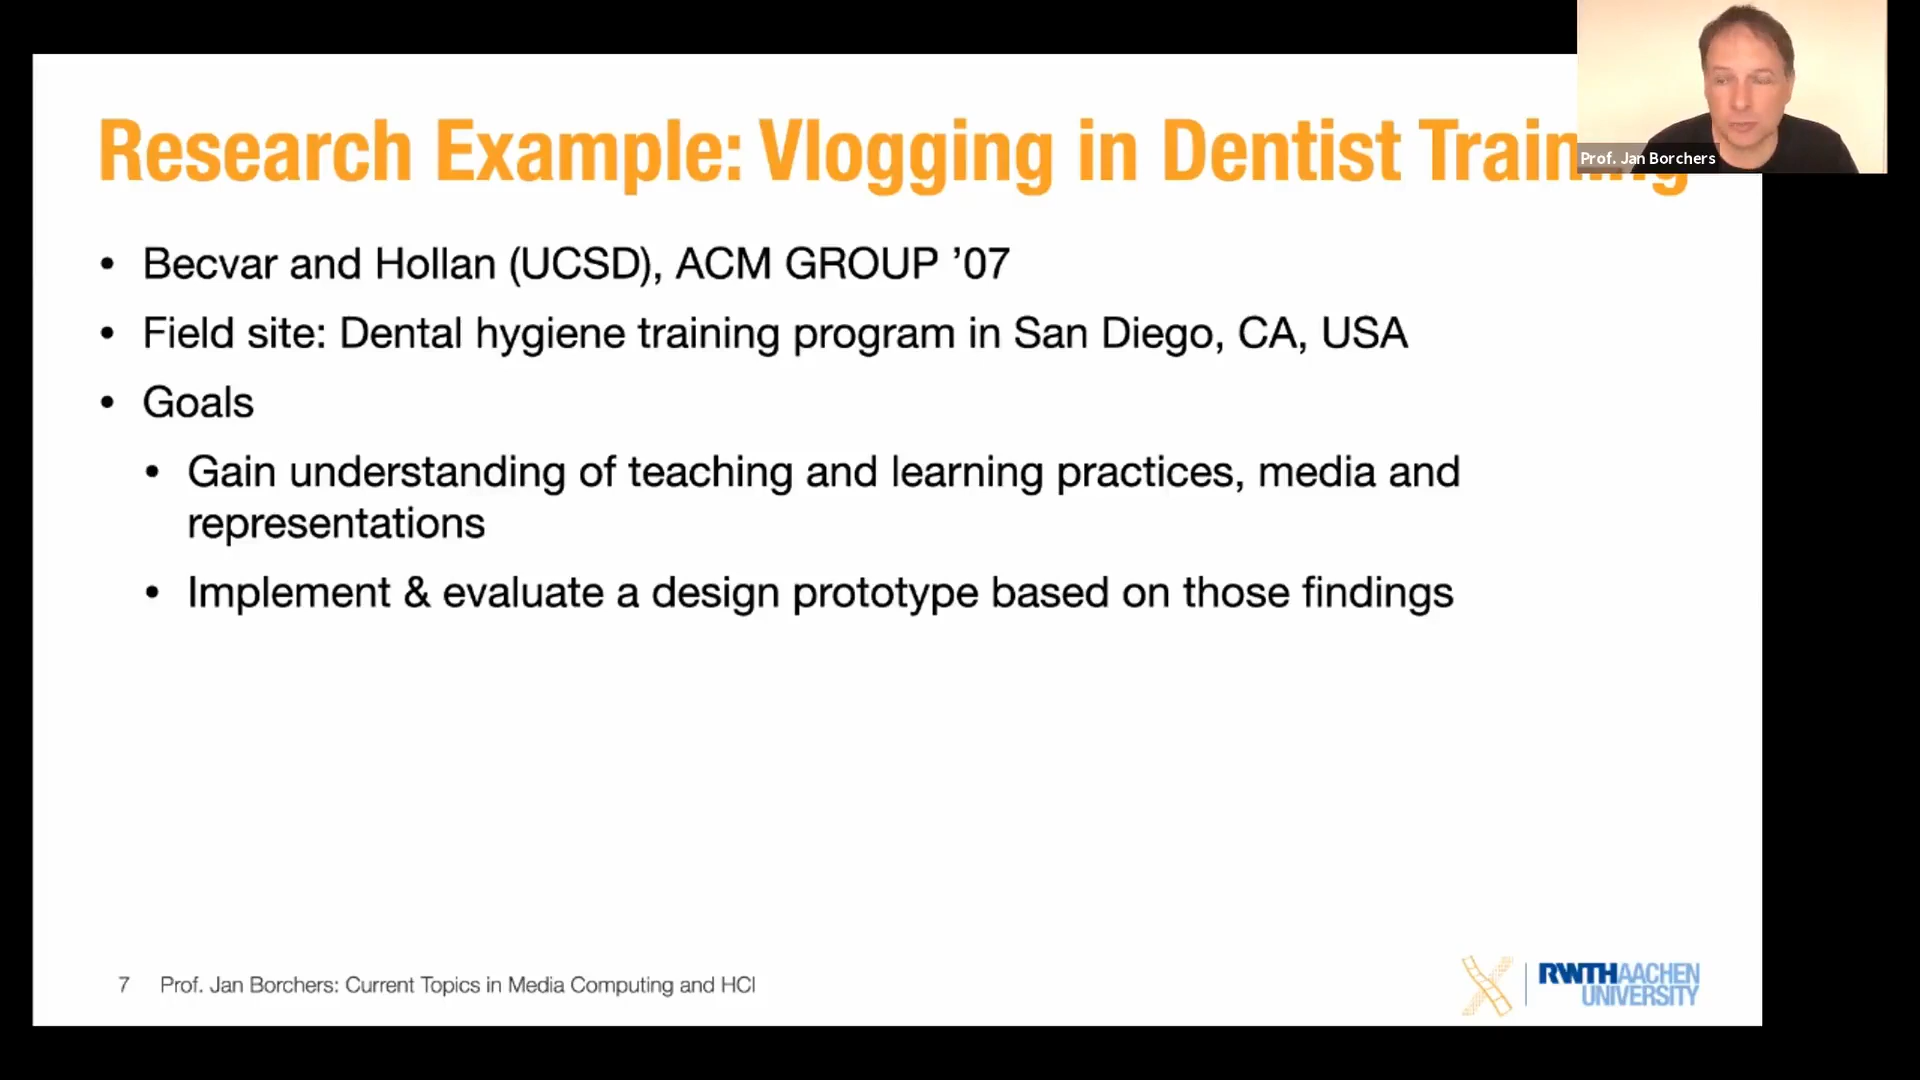 Research Example: Vlogging in Dentist Training
Prof. Jan Borchers
• Becvar and Hollan (UCSD), ACM GROUP ’07
• Field site: Dental hygiene training program in San Diego, CA, USA
• Goals
• Gain understanding of teaching and learning practices, media and
representations
• Implement & evaluate a design prototype based on those findings
7 Prof. Jan Borchers: Current Topics in Media Computing and HCI
RWTHAACHEN
UNIVERSITY